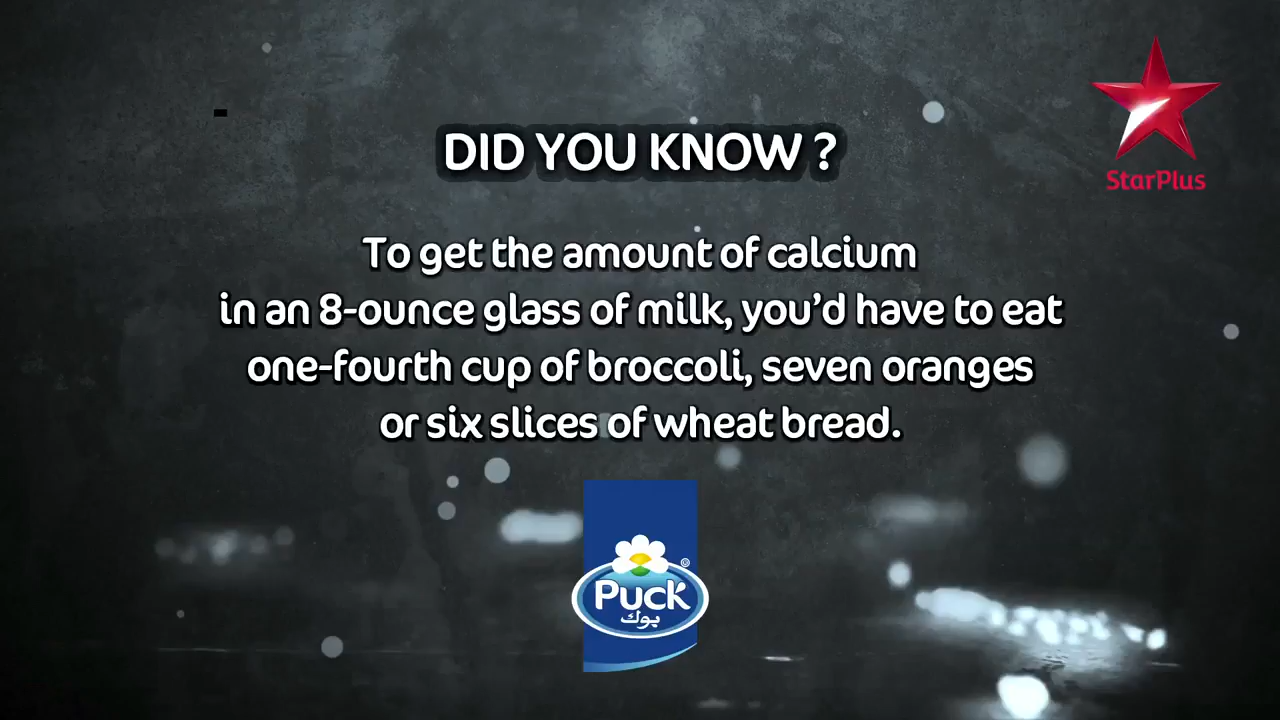 DID YOU KNOW ?
StarPlus
To get the amount of calcium
in an 8-ounce glass of milk, you’d have to eat
one-fourth cup of broccoli, seven oranges
or six slices of wheat bread.
Puck
بوك